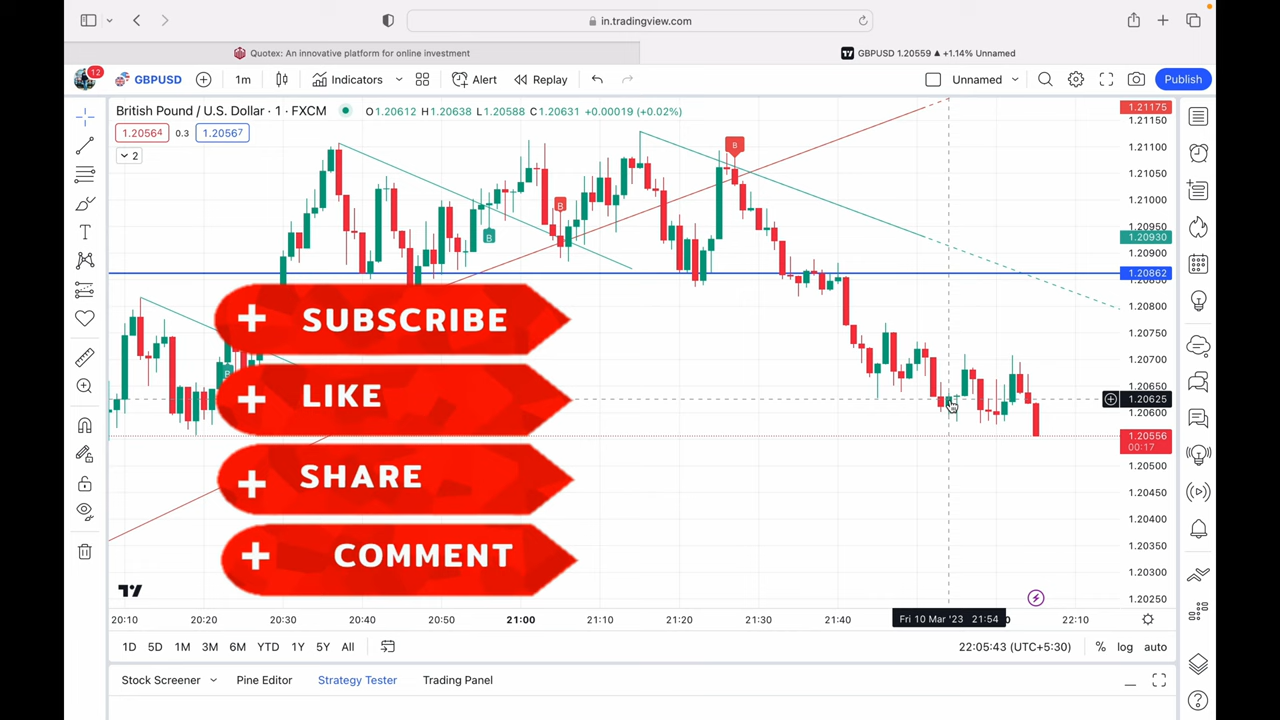 in.tradingview.com
Quotex: An innovative platform for online investment
GBPUSD 1.20559 ▲ +1.14% Unnamed
12
GBPUSD
1m
Indicators
Alert
Replay
Unnamed
Publish
British Pound / U.S. Dollar · 1 · FXCM
O1.20612 H1.20635 L1.20588 C1.20631 +0.00019 (+0.02%)
1.20564
0.3
1.20567
2
B
B
B
B
SUBSCRIBE
LIKE
SHARE
COMMENT
1.21175
1.21150
1.21100
1.21050
1.21000
1.20950
1.20930
1.20900
1.20862
1.20800
1.20750
1.20700
1.20650
1.20625
1.20600
1.20556
00:17
1.20500
1.20450
1.20400
1.20350
1.20300
1.20250
20:10
20:20
20:30
20:40
20:50
21:00
21:10
21:20
21:30
21:40
Fri 10 Mar '23 21:54
22:10
1D
5D
1M
3M
6M
YTD
1Y
5Y
All
22:05:43 (UTC+5:30)
%
log
auto
Stock Screener
Pine Editor
Strategy Tester
Trading Panel